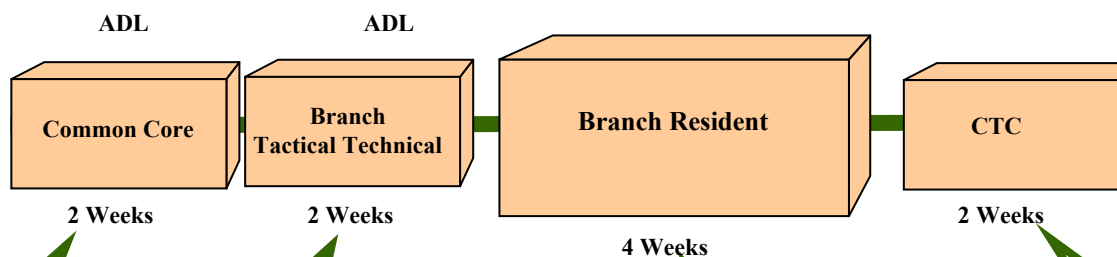 ADL
ADL
Common Core
Branch
Tactical Technical
Branch Resident
CTC
2 Weeks
2 Weeks
4 Weeks
2 Weeks